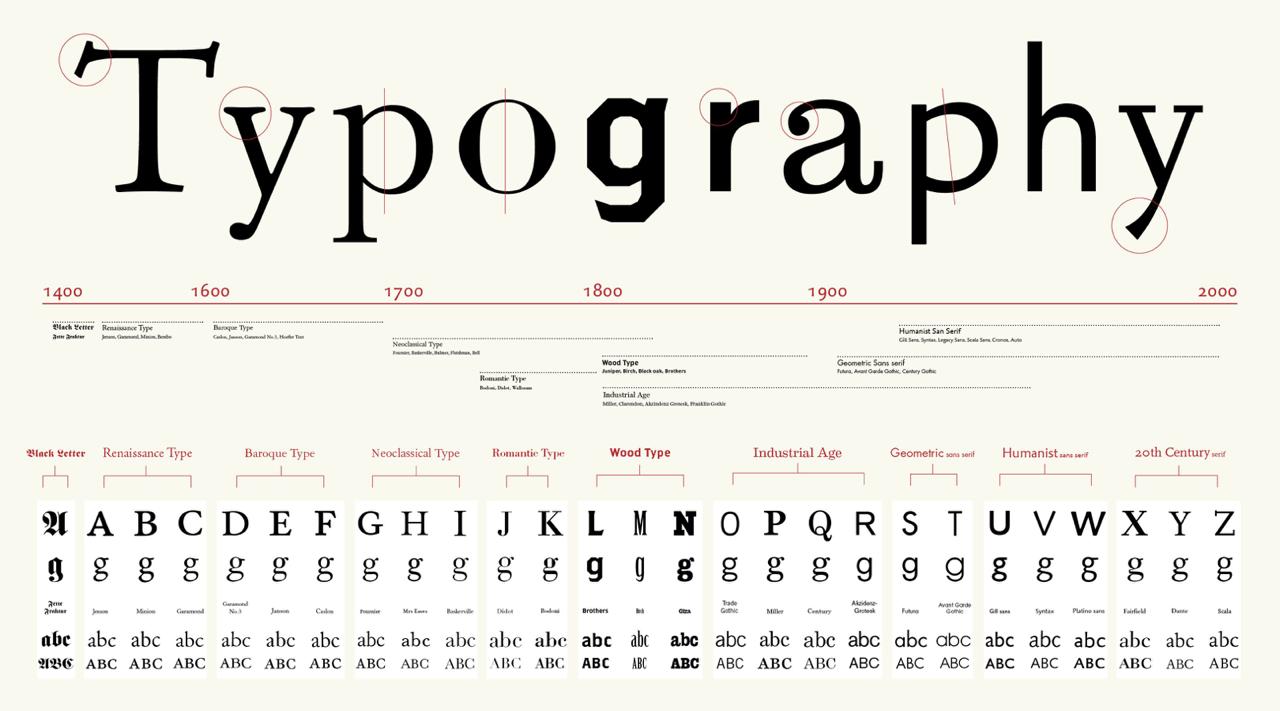 Typography
1400 1600 1700 1800 1900 2000
Black Letter
Fette Fraktur
Renaissance Type
Jenson, Garamond, Minion, Bembo
Baroque Type
Caslon, Janson, Garamond No.3, Hoefler Text
Neoclassical Type
Fournier, Baskerville, Bulmer, Fleishman, Bell
Romantic Type
Bodoni, Didot, Walbaum
Wood Type
Juniper, Birch, Black oak, Brothers
Industrial Age
Miller, Clarendon, Akzindenz Grotesk, Franklin Gothic
Humanist San Serif
Gill Sans, Syntax, Legacy Sans, Scala Sans, Cronos, Auto
Geometric Sans serif
Futura, Avant Garde Gothic, Century Gothic
Black Letter Renaissance Type Baroque Type Neoclassical Type Romantic Type Wood Type Industrial Age Geometric sans serif Humanist sans serif 20th Century serif
A A B C D E F G H I J K L M N O P Q R S T U V W X Y Z
g g g g g g g g g g g g g g g g g g g g g g g g g g g
Fette Fraktur Jenson Minion Garamond Garamond No.3 Janson Caslon Fournier Mrs Eaves Baskerville Didot Bodoni Brothers Birch Giza Trade Gothic Miller Century Akzidenz-Grotesk Futura Avant Garde Gothic Gill sans Syntax Platino sans Fairfield Dante Scala
abc abc abc abc abc abc abc abc abc abc abc abc abc abc abc abc abc abc abc abc abc abc abc abc abc abc abc
ABC ABC ABC ABC ABC ABC ABC ABC ABC ABC ABC ABC ABC ABC ABC ABC ABC ABC ABC ABC ABC ABC ABC ABC ABC ABC ABC